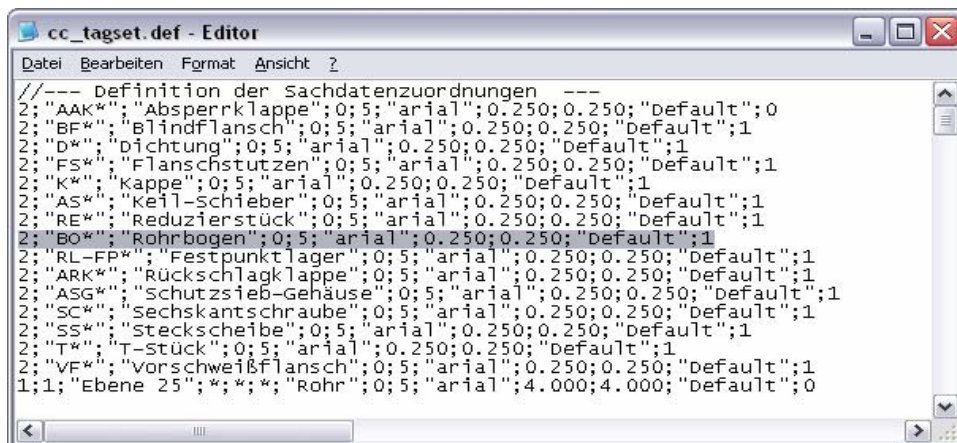 cc_tagset.def - Editor
Datei Bearbeiten Format Ansicht ?
//--- Definition der Sachdatenzuordnungen ---
2;"AAK*";"Absperrklappe";0;5;"arial";0.250;0.250;"Default";0
2;"BF*";"Blindflansch";0;5;"arial";0.250;0.250;"Default";1
2;"D*";"Dichtung";0;5;"arial";0.250;0.250;"Default";1
2;"FS*";"Flanschstutzen";0;5;"arial";0.250;0.250;"Default";1
2;"K*";"Kappe";0;5;"arial";0.250;0.250;"Default";1
2;"AS*";"Keil-Schieber";0;5;"arial";0.250;0.250;"Default";1
2;"RE*";"Reduzierstück";0;5;"arial";0.250;0.250;"Default";1
2;"BO*";"Rohrbogen";0;5;"arial";0.250;0.250;"Default";1
2;"RL-FP*";"Festpunktlager";0;5;"arial";0.250;0.250;"Default";1
2;"ARK*";"Rückschlagklappe";0;5;"arial";0.250;0.250;"Default";1
2;"ASG*";"Schutzsieb-Gehäuse";0;5;"arial";0.250;0.250;"Default";1
2;"SC*";"Sechskantschraube";0;5;"arial";0.250;0.250;"Default";1
2;"SS*";"Steckscheibe";0;5;"arial";0.250;0.250;"Default";1
2;"T*";"T-Stück";0;5;"arial";0.250;0.250;"Default";1
2;"VF*";"Vorschweißflansch";0;5;"arial";0.250;0.250;"Default";1
1;1;"Ebene 25";*;*;*;"Rohr";0;5;"arial";4.000;4.000;"Default";0